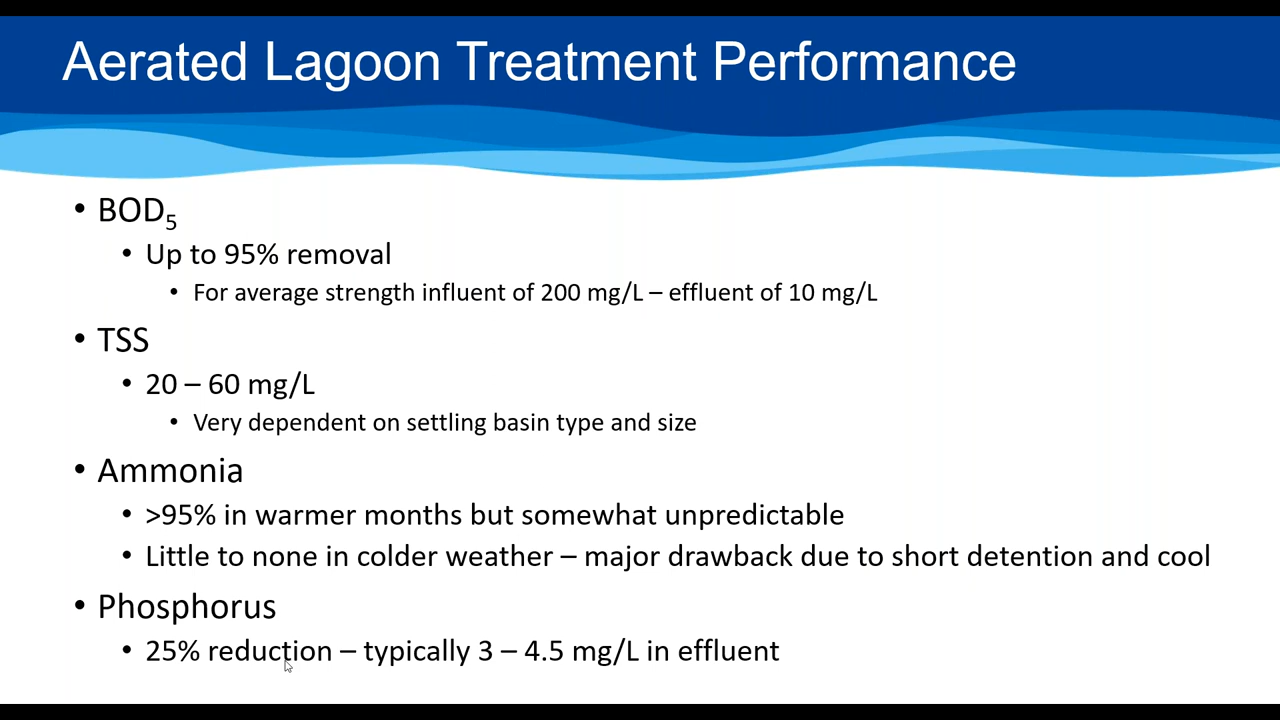 Aerated Lagoon Treatment Performance
• BOD₅
• Up to 95% removal
• For average strength influent of 200 mg/L – effluent of 10 mg/L
• TSS
• 20 – 60 mg/L
• Very dependent on settling basin type and size
• Ammonia
• >95% in warmer months but somewhat unpredictable
• Little to none in colder weather – major drawback due to short detention and cool
• Phosphorus
• 25% reduction – typically 3 – 4.5 mg/L in effluent